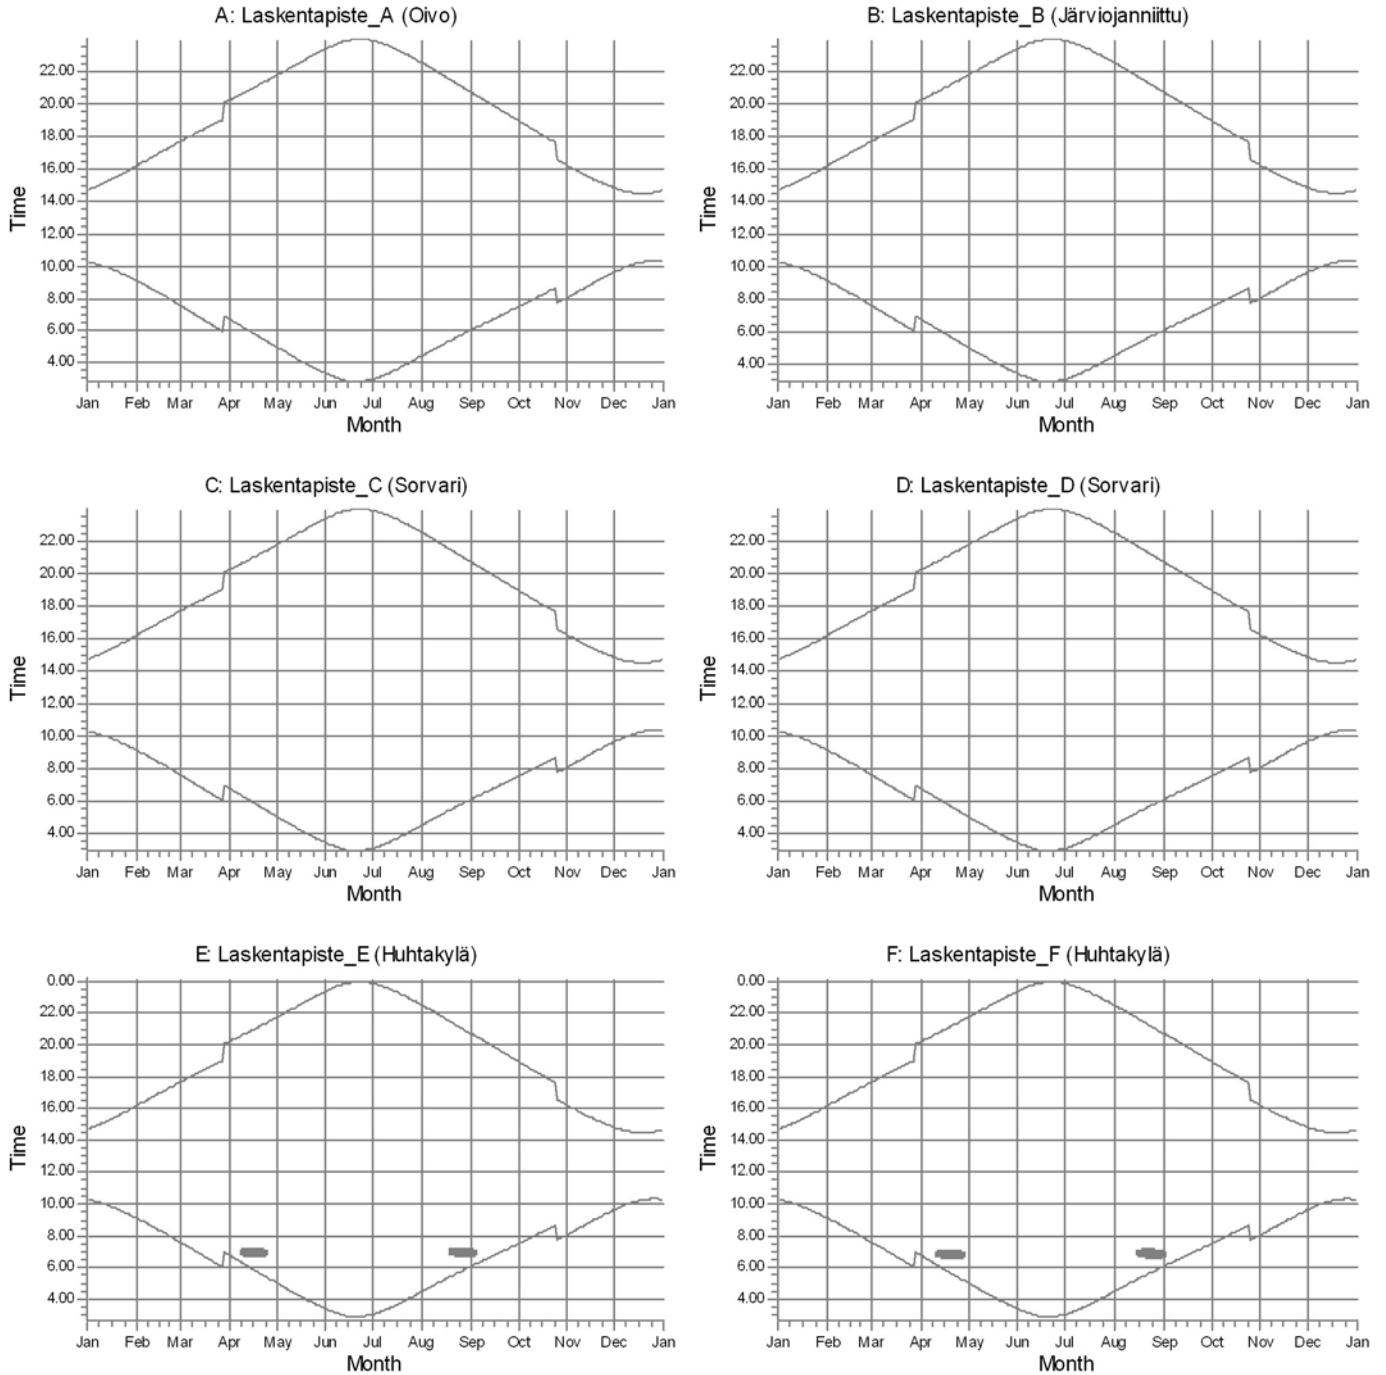 A: Laskentapiste_A (Oivo)
22.00
20.00
18.00
16.00
14.00
12.00
10.00
8.00
6.00
4.00
Time
Jan Feb Mar Apr May Jun Jul Aug Sep Oct Nov Dec Jan
Month
B: Laskentapiste_B (Järviojanniittu)
22.00
20.00
18.00
16.00
14.00
12.00
10.00
8.00
6.00
4.00
Time
Jan Feb Mar Apr May Jun Jul Aug Sep Oct Nov Dec Jan
Month
C: Laskentapiste_C (Sorvari)
22.00
20.00
18.00
16.00
14.00
12.00
10.00
8.00
6.00
4.00
Time
Jan Feb Mar Apr May Jun Jul Aug Sep Oct Nov Dec Jan
Month
D: Laskentapiste_D (Sorvari)
22.00
20.00
18.00
16.00
14.00
12.00
10.00
8.00
6.00
4.00
Time
Jan Feb Mar Apr May Jun Jul Aug Sep Oct Nov Dec Jan
Month
E: Laskentapiste_E (Huhtakylä)
0.00
22.00
20.00
18.00
16.00
14.00
12.00
10.00
8.00
6.00
4.00
Time
Jan Feb Mar Apr May Jun Jul Aug Sep Oct Nov Dec Jan
Month
F: Laskentapiste_F (Huhtakylä)
0.00
22.00
20.00
18.00
16.00
14.00
12.00
10.00
8.00
6.00
4.00
Time
Jan Feb Mar Apr May Jun Jul Aug Sep Oct Nov Dec Jan
Month